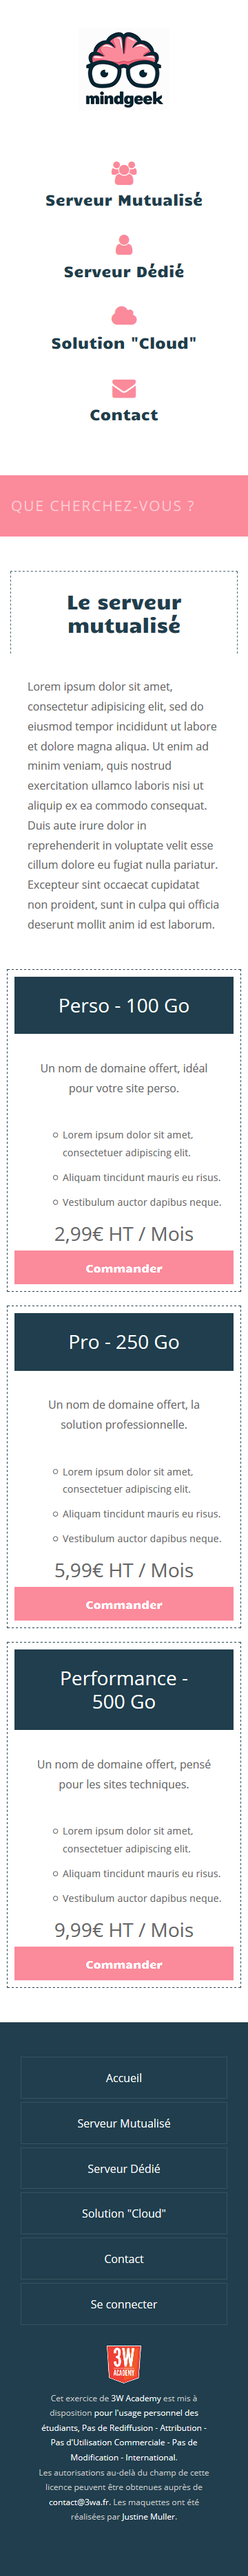 mindgeek
Serveur Mutualisé
Serveur Dédié
Solution "Cloud"
Contact
QUE CHERCHEZ-VOUS ?
Le serveur
mutualisé
Lorem ipsum dolor sit amet,
consectetur adipisicing elit, sed do
eiusmod tempor incididunt ut labore
et dolore magna aliqua. Ut enim ad
minim veniam, quis nostrud
exercitation ullamco laboris nisi ut
aliquip ex ea commodo consequat.
Duis aute irure dolor in
reprehenderit in voluptate velit esse
cillum dolore eu fugiat nulla pariatur.
Excepteur sint occaecat cupidatat
non proident, sunt in culpa qui officia
deserunt mollit anim id est laborum.
Perso - 100 Go
Un nom de domaine offert, idéal
pour votre site perso.
Lorem ipsum dolor sit amet,
consectetuer adipiscing elit.
Aliquam tincidunt mauris eu risus.
Vestibulum auctor dapibus neque.
2,99€ HT / Mois
Commander
Pro - 250 Go
Un nom de domaine offert, la
solution professionnelle.
Lorem ipsum dolor sit amet,
consectetuer adipiscing elit.
Aliquam tincidunt mauris eu risus.
Vestibulum auctor dapibus neque.
5,99€ HT / Mois
Commander
Performance -
500 Go
Un nom de domaine offert, pensé
pour les sites techniques.
Lorem ipsum dolor sit amet,
consectetuer adipiscing elit.
Aliquam tincidunt mauris eu risus.
Vestibulum auctor dapibus neque.
9,99€ HT / Mois
Commander
Accueil
Serveur Mutualisé
Serveur Dédié
Solution "Cloud"
Contact
Se connecter
3W
ACADEMY
Cet exercice de 3W Academy est mis à
disposition pour l'usage personnel des
étudiants, Pas de Rediffusion - Attribution -
Pas d'Utilisation Commerciale - Pas de
Modification - International.
Les autorisations au-delà du champ de cette
licence peuvent être obtenues auprès de
contact@3wa.fr. Les maquettes ont été
réalisées par Justine Muller.